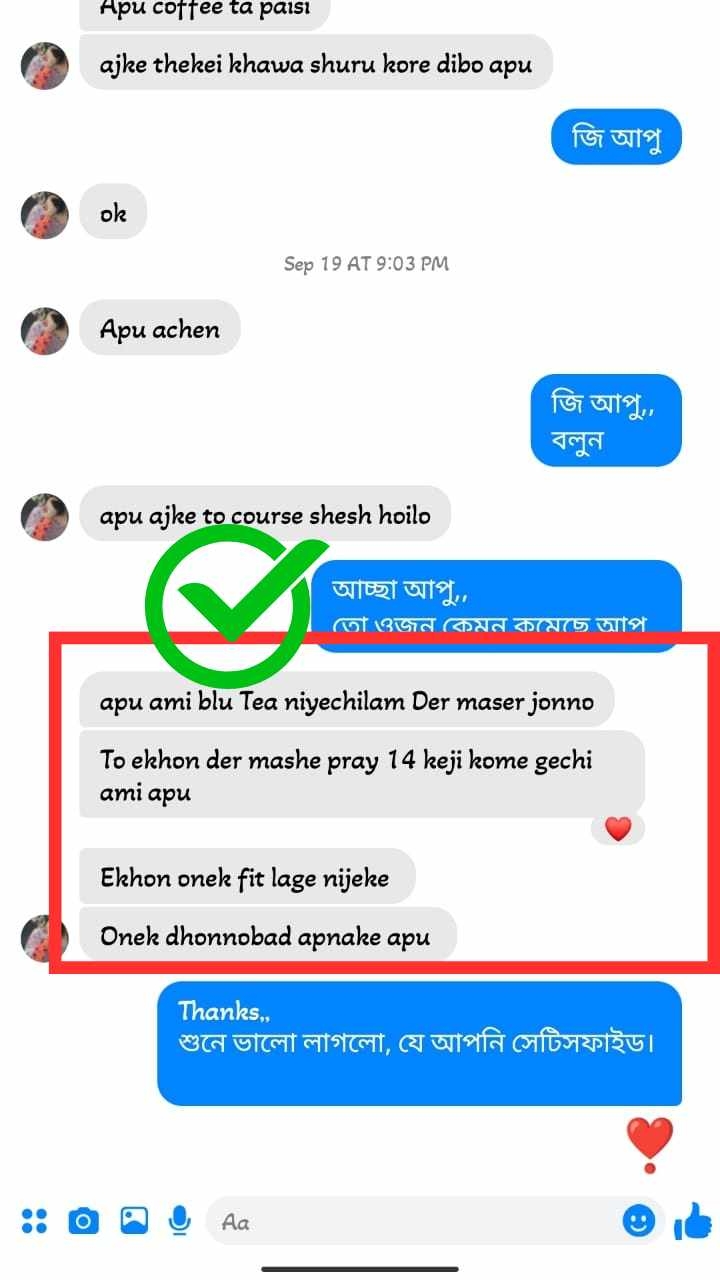 Apu coffee ta paisi
ajke thekei khawa shuru kore dibo apu
জি আপু
ok
Sep 19 AT 9:03 PM
Apu achen
জি আপু,,
বলুন
apu ajke to course shesh hoilo
আচ্ছা আপু,,
তো ওজন কেমন কমেছে আপু
apu ami blu Tea niyechilam Der maser jonno
To ekhon der mashe pray 14 keji kome gechi
ami apu
Ekhon onek fit lage nijeke
Onek dhonnobad apnake apu
Thanks,,
শুনে ভালো লাগলো, যে আপনি সেটিসফাইড।
Aa